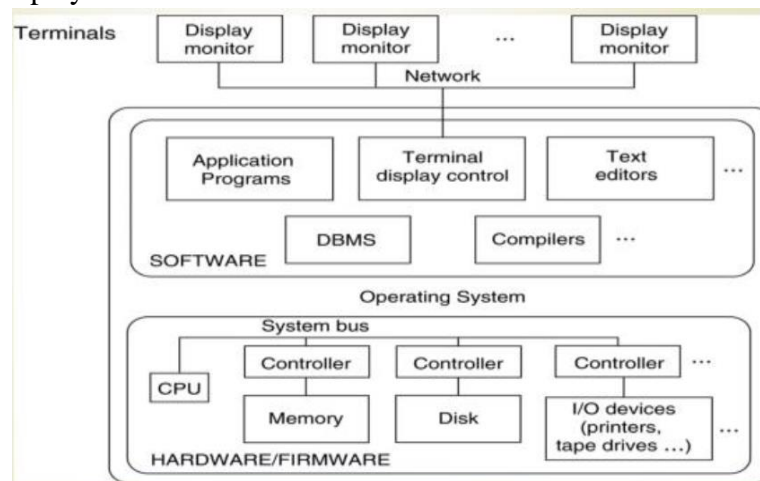 Terminals
Display
monitor
Display
monitor
...
Display
monitor
Network
Application
Programs
Terminal
display control
Text
editors
...
DBMS
Compilers
...
SOFTWARE
Operating System
System bus
Controller
Controller
Controller
...
CPU
Memory
Disk
I/O devices
(printers,
tape drives ...)
...
HARDWARE/FIRMWARE